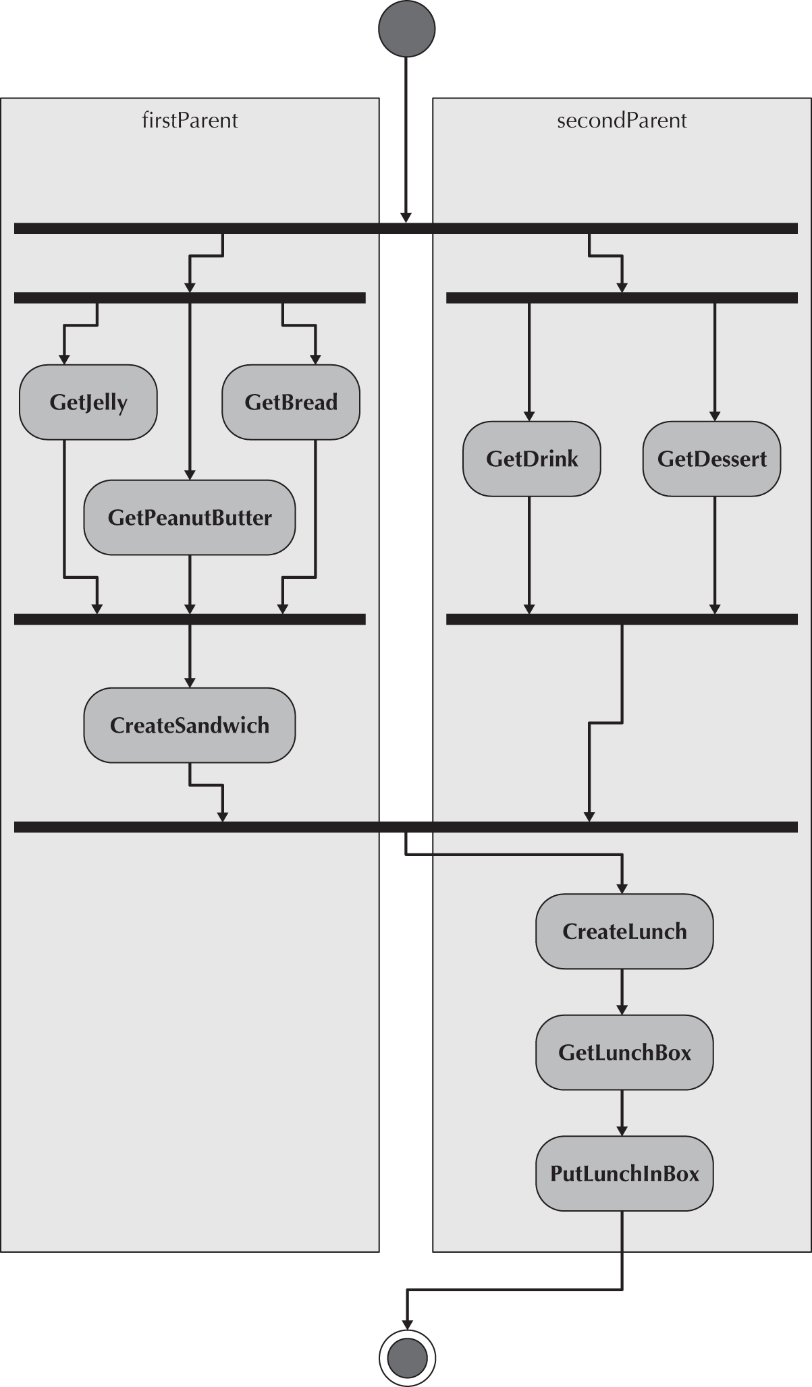 firstParent
secondParent
GetJelly
GetBread
GetDrink
GetDessert
GetPeanutButter
CreateSandwich
CreateLunch
GetLunchBox
PutLunchInBox